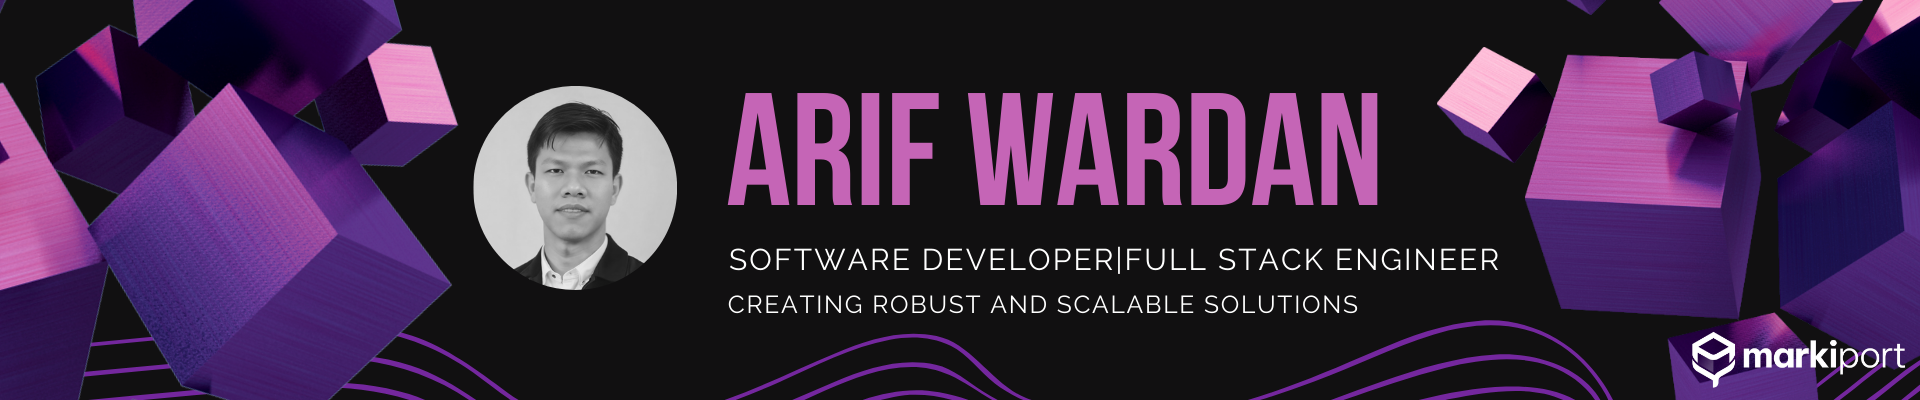 ARIF WARDAN
SOFTWARE DEVELOPER|FULL STACK ENGINEER
CREATING ROBUST AND SCALABLE SOLUTIONS
markiport